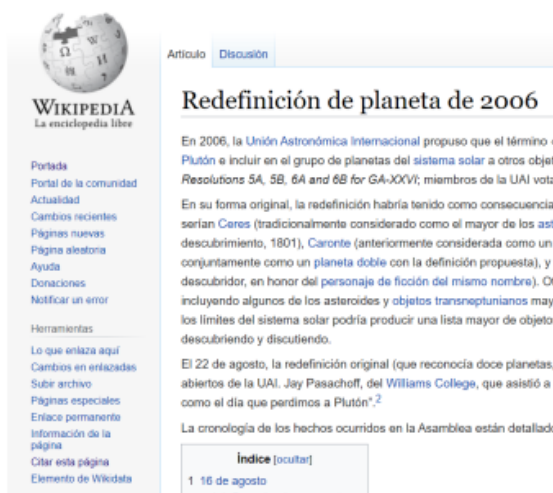 WIKIPEDIA
La enciclopedia libre
Portada
Portal de la comunidad
Actualidad
Cambios recientes
Páginas nuevas
Página aleatoria
Ayuda
Donaciones
Notificar un error
Herramientas
Lo que enlaza aquí
Cambios en enlazadas
Subir archivo
Páginas especiales
Enlace permanente
Información de la
página
Citar esta página
Elemento de Wikidata
Artículo Discusión
Redefinición de planeta de 2006
En 2006, la Unión Astronómica Internacional propuso que el término
Plutón e incluir en el grupo de planetas del sistema solar a otros obje
Resolutions 5A, 5B, 6A and 6B for GA-XXVI; miembros de la UAI vota
En su forma original, la redefinición habría tenido como consecuencia
serían Ceres (tradicionalmente considerado como el mayor de los ast
descubrimiento, 1801), Caronte (anteriormente considerada como un
conjuntamente como un planeta doble con la definición propuesta), y
descubridor, en honor del personaje de ficción del mismo nombre). O
incluyendo algunos de los asteroides y objetos transneptunianos may
los límites del sistema solar podría producir una lista mayor de objeto
descubriendo y discutiendo.
El 22 de agosto, la redefinición original (que reconocía doce planetas,
abiertos de la UAI. Jay Pasachoff, del Williams College, que asistió a
como el día que perdimos a Plutón".2
La cronología de los hechos ocurridos en la Asamblea están detallado
Índice [ocultar]
1 16 de agosto